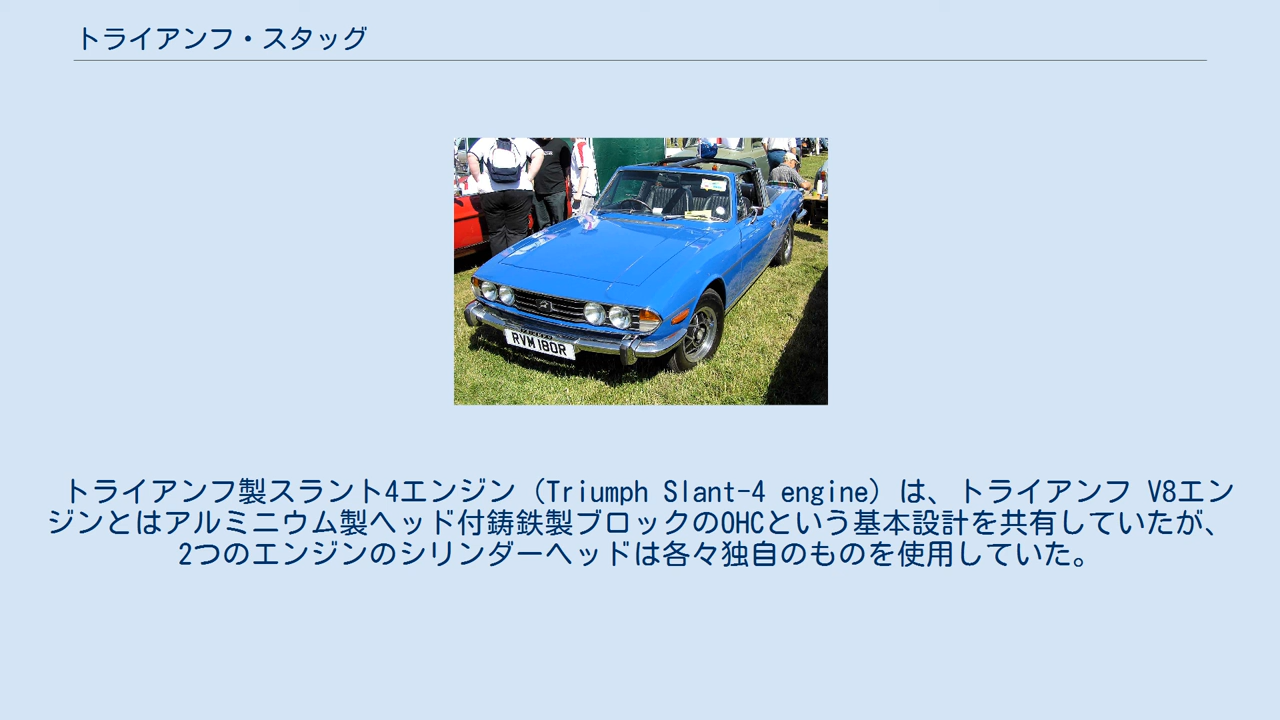 トライアンフ・スタッグ
RVM 180R
トライアンフ製スラント4エンジン（Triumph Slant-4 engine）は、トライアンフ V8エン
ジンとはアルミニウム製ヘッド付鋳鉄製ブロックのOHCという基本設計を共有していたが、
2つのエンジンのシリンダーヘッドは各々独自のものを使用していた。